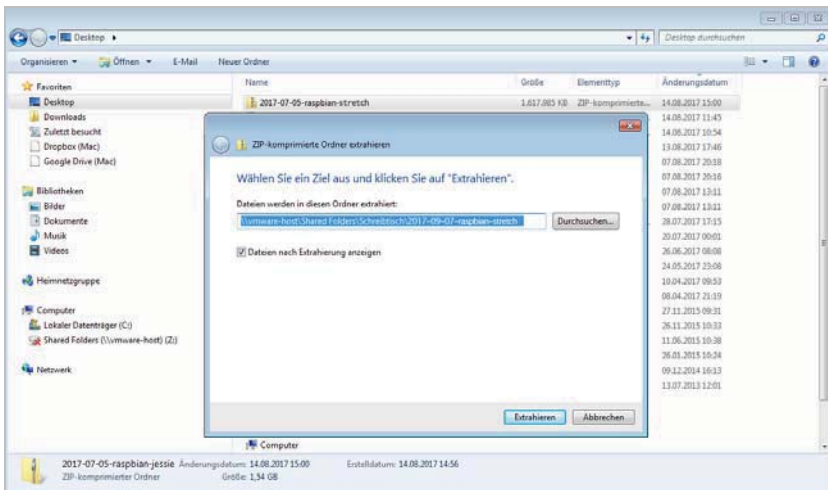 Desktop
Desktop durchsuchen
Organisieren Öffnen E-Mail Neuer Ordner
Name Größe Elementtyp Änderungsdatum
Favoriten
Desktop
Downloads
Zuletzt besucht
Dropbox (Mac)
Google Drive (Mac)
Bibliotheken
Bilder
Dokumente
Musik
Videos
Heimnetzgruppe
Computer
Lokaler Datenträger (C:)
Shared Folders (\\vmware-host) (Z:)
Netzwerk
2017-07-05-raspbian-stretch 1.617.985 KB ZIP-komprimierte... 14.08.2017 15:00
14.08.2017 11:45
14.08.2017 10:54
13.08.2017 17:46
07.08.2017 20:18
07.08.2017 20:16
07.08.2017 13:11
07.08.2017 13:11
28.07.2017 17:15
20.07.2017 00:01
26.06.2017 08:08
24.05.2017 23:08
10.04.2017 09:53
08.04.2017 21:19
27.11.2015 09:31
26.11.2015 10:33
11.06.2015 10:38
26.01.2015 10:24
09.12.2014 16:13
13.07.2013 12:01
ZIP-komprimierte Ordner extrahieren
Wählen Sie ein Ziel aus und klicken Sie auf "Extrahieren".
Dateien werden in diesen Ordner extrahiert:
\\vmware-host\Shared Folders\Schreibtisch\2017-09-07-raspbian-stretch
Durchsuchen...
Dateien nach Extrahierung anzeigen
Extrahieren Abbrechen
Computer
2017-07-05-raspbian-jessie Änderungsdatum: 14.08.2017 15:00 Erstelldatum: 14.08.2017 14:56
ZIP-komprimierter Ordner Größe: 1,54 GB